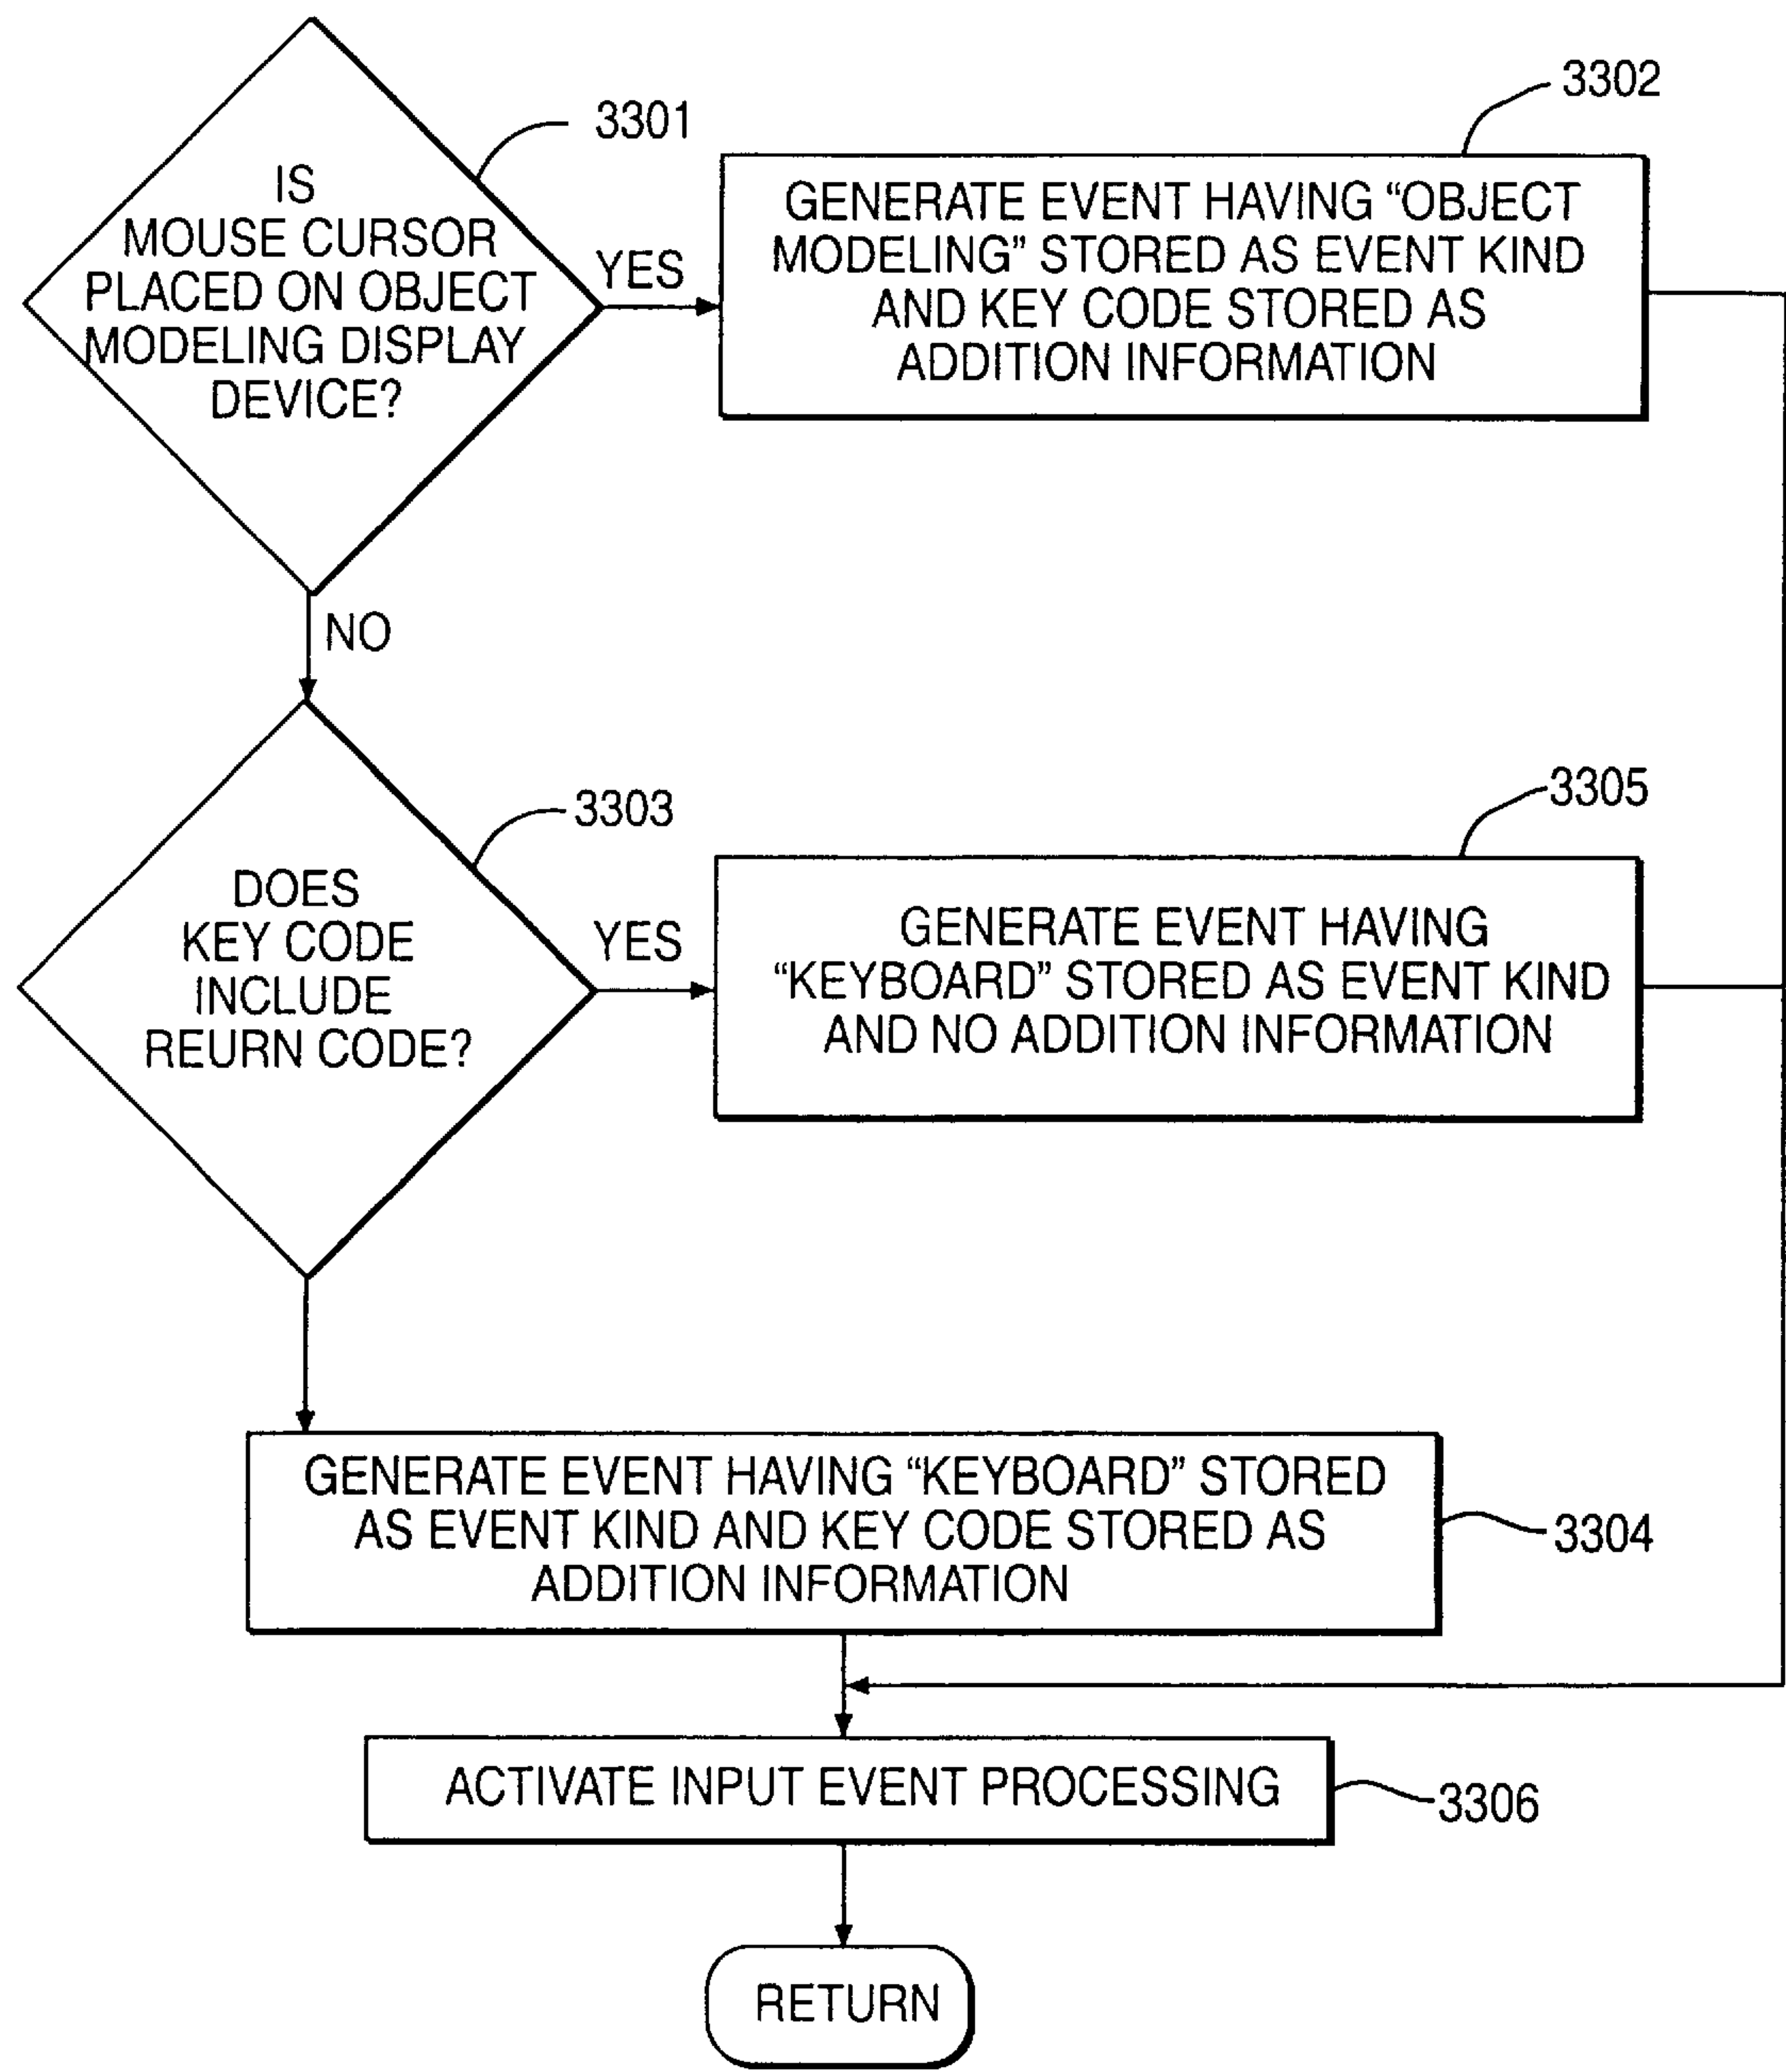 3301
IS
MOUSE CURSOR
PLACED ON OBJECT
MODELING DISPLAY
DEVICE?
YES
3302
GENERATE EVENT HAVING “OBJECT
MODELING” STORED AS EVENT KIND
AND KEY CODE STORED AS
ADDITION INFORMATION
NO
3303
DOES
KEY CODE
INCLUDE
REURN CODE?
YES
3305
GENERATE EVENT HAVING
“KEYBOARD” STORED AS EVENT KIND
AND NO ADDITION INFORMATION
GENERATE EVENT HAVING “KEYBOARD” STORED
AS EVENT KIND AND KEY CODE STORED AS
ADDITION INFORMATION
3304
ACTIVATE INPUT EVENT PROCESSING
3306
RETURN